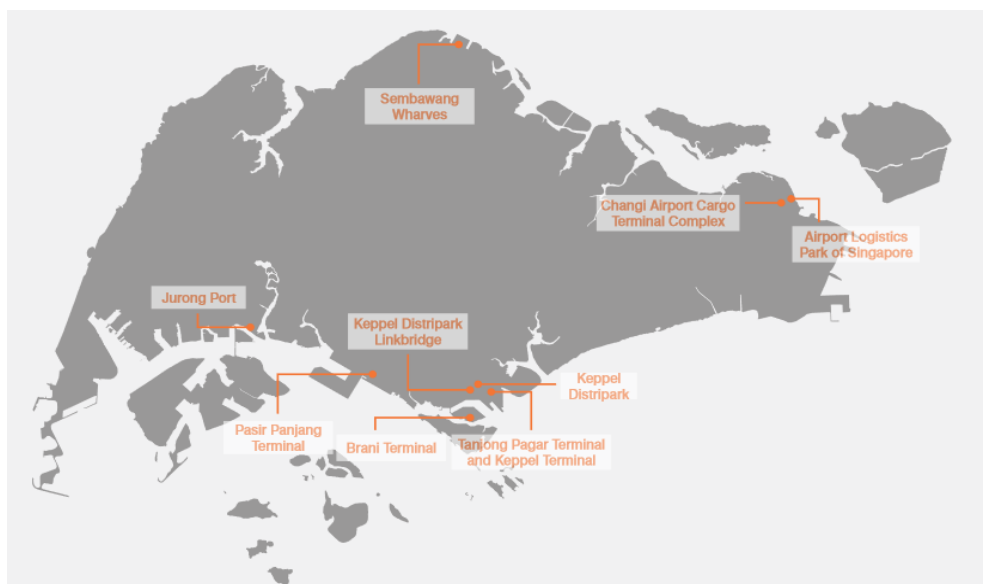 Sembawang
Wharves
Changi Airport Cargo
Terminal Complex
Airport Logistics
Park of Singapore
Jurong Port
Keppel Distripark
Linkbridge
Keppel
Distripark
Pasir Panjang
Terminal
Brani Terminal
Tanjong Pagar Terminal
and Keppel Terminal